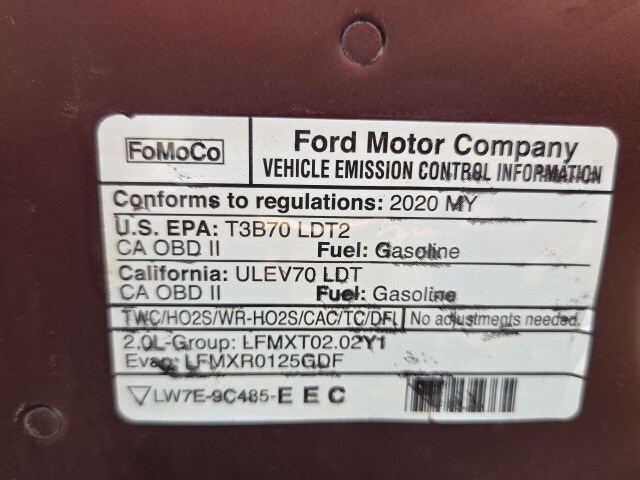 FoMoCo
Ford Motor Company
VEHICLE EMISSION CONTROL INFORMATION
Conforms to regulations: 2020 MY
U.S. EPA: T3B70 LDT2
CA OBD II Fuel: Gasoline
California: ULEV70 LDT
CA OBD II Fuel: Gasoline
TWC/HO2S/WR-HO2S/CAC/TC/DFI No adjustments needed.
2.0L-Group: LFMXT02.02Y1
Evap: LFMXR0125GDF
LW7E-9C485-E E C